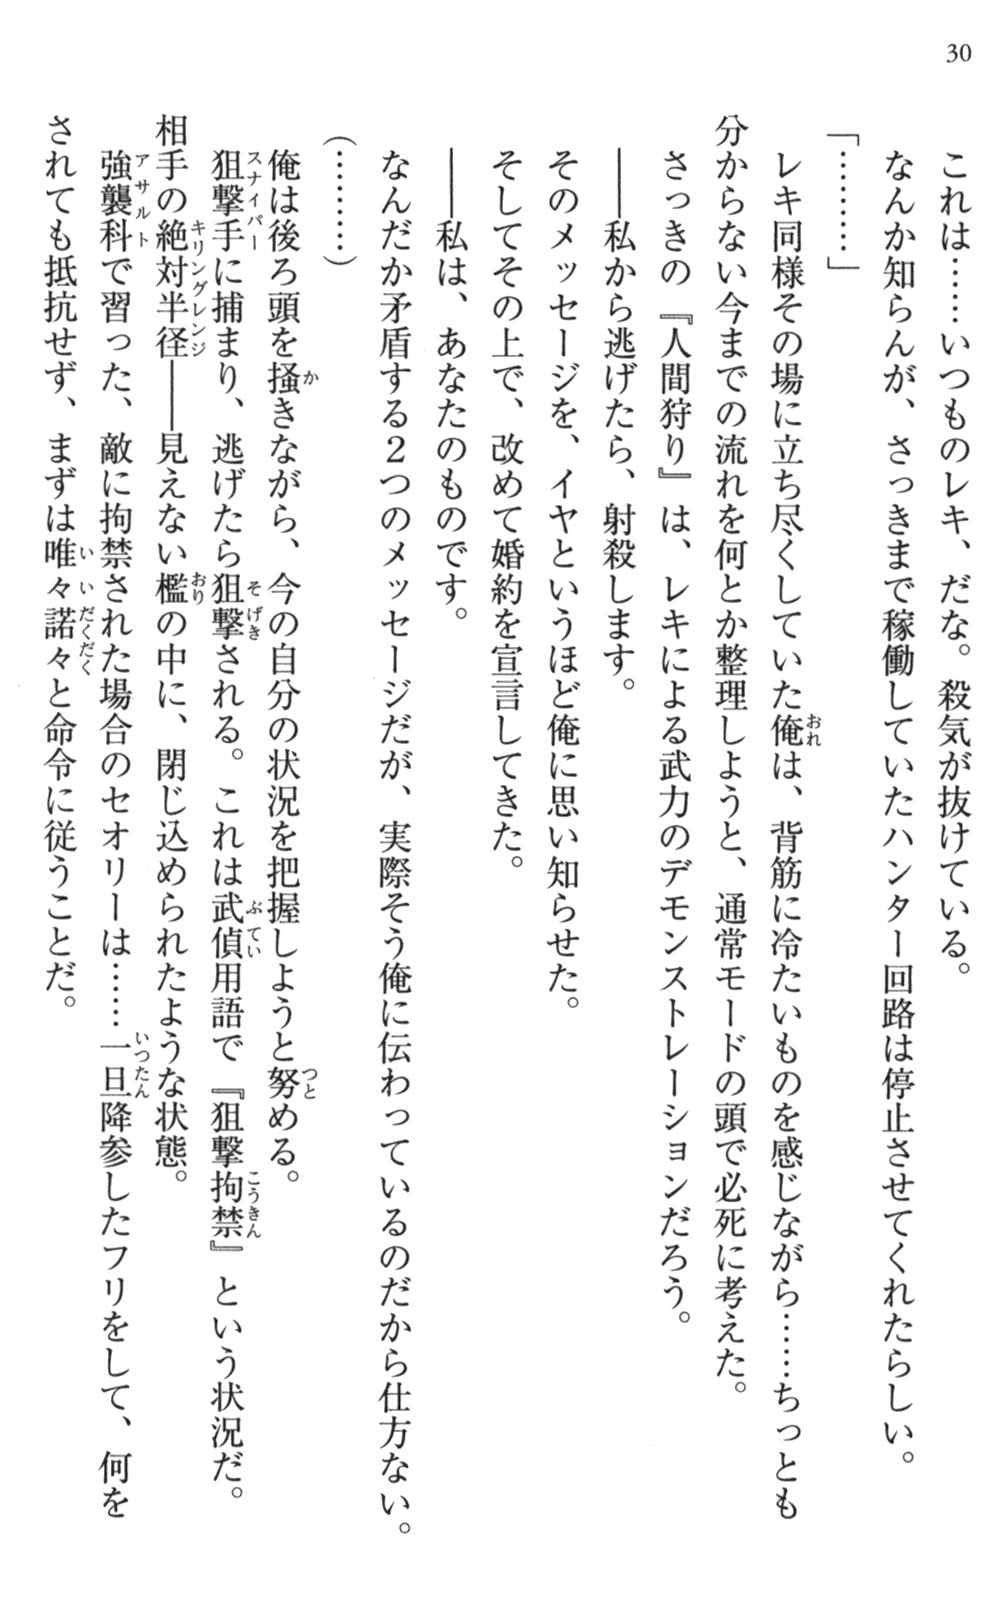 30
これは……いつものレキ、だな。殺気が抜けている。
なんか知らんが、さっきまで稼働していたハンター回路は停止させてくれたらしい。
「………」
レキ同様その場に立ち尽くしていた俺は、背筋に冷たいものを感じながら……ちっとも
分からない今までの流れを何とか整理しようと、通常モードの頭で必死に考えた。
さっきの『人間狩り』は、レキによる武力のデモンストレーションだろう。
――私から逃げたら、射殺します。
そのメッセージを、イヤというほど俺に思い知らせた。
そしてその上で、改めて婚約を宣言してきた。
――私は、あなたのものです。
なんだか矛盾する2つのメッセージだが、実際そう俺に伝わっているのだから仕方ない。
(………)
俺は後ろ頭を掻きながら、今の自分の状況を把握しようと努める。
狙撃手に捕まり、逃げたら狙撃される。これは武偵用語で『狙撃拘禁』という状況だ。
相手の絶対半径――見えない檻の中に、閉じ込められたような状態。
強襲科で習った、敵に拘禁された場合のセオリーは……一旦降参したフリをして、何を
されても抵抗せず、まずは唯々諾々と命令に従うことだ。